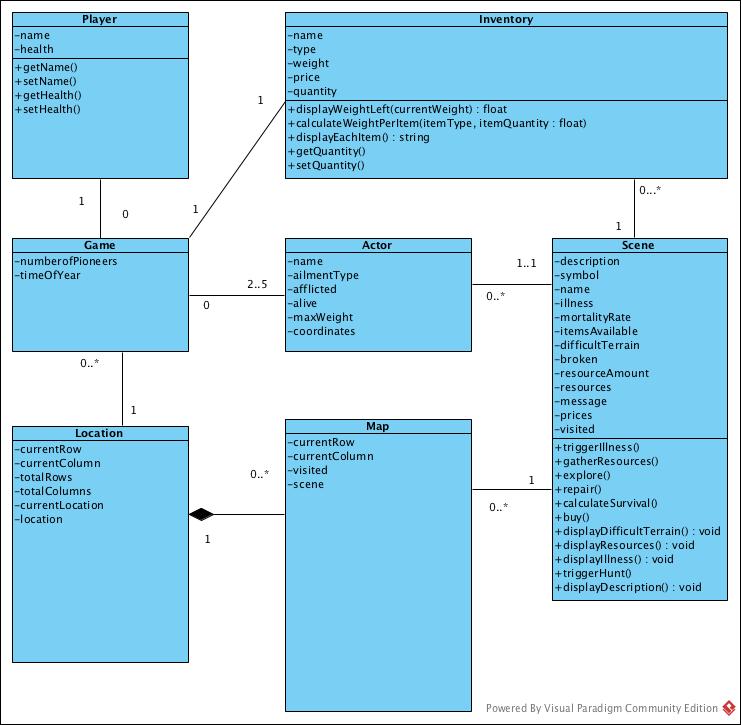 Player
-name
-health
+getName()
+setName()
+getHealth()
+setHealth()
Inventory
-name
-type
-weight
-price
-quantity
+displayWeightLeft(currentWeight) : float
+calculateWeightPerItem(itemType, itemQuantity : float)
+displayEachItem() : string
+getQuantity()
+setQuantity()
1
1
1
0
0...*
1
Game
-numberofPioneers
-timeOfYear
2..5
0
Actor
-name
-ailmentType
-afflicted
-alive
-maxWeight
-coordinates
1..1
0..*
Scene
-description
-symbol
-name
-illness
-mortalityRate
-itemsAvailable
-difficultTerrain
-broken
-resourceAmount
-resources
-message
-prices
-visited
+triggerIllness()
+gatherResources()
+explore()
+repair()
+calculateSurvival()
+buy()
+displayDifficultTerrain() : void
+displayResources() : void
+displayIllness() : void
+triggerHunt()
+displayDescription() : void
0..*
1
Location
-currentRow
-currentColumn
-totalRows
-totalColumns
-currentLocation
-location
0..*
1
Map
-currentRow
-currentColumn
-visited
-scene
1
0..*
Powered By Visual Paradigm Community Edition